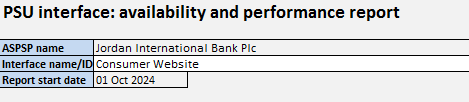 PSU interface: availability and performance report
ASPSP name Jordan International Bank Plc
Interface name/ID Consumer Website
Report start date 01 Oct 2024